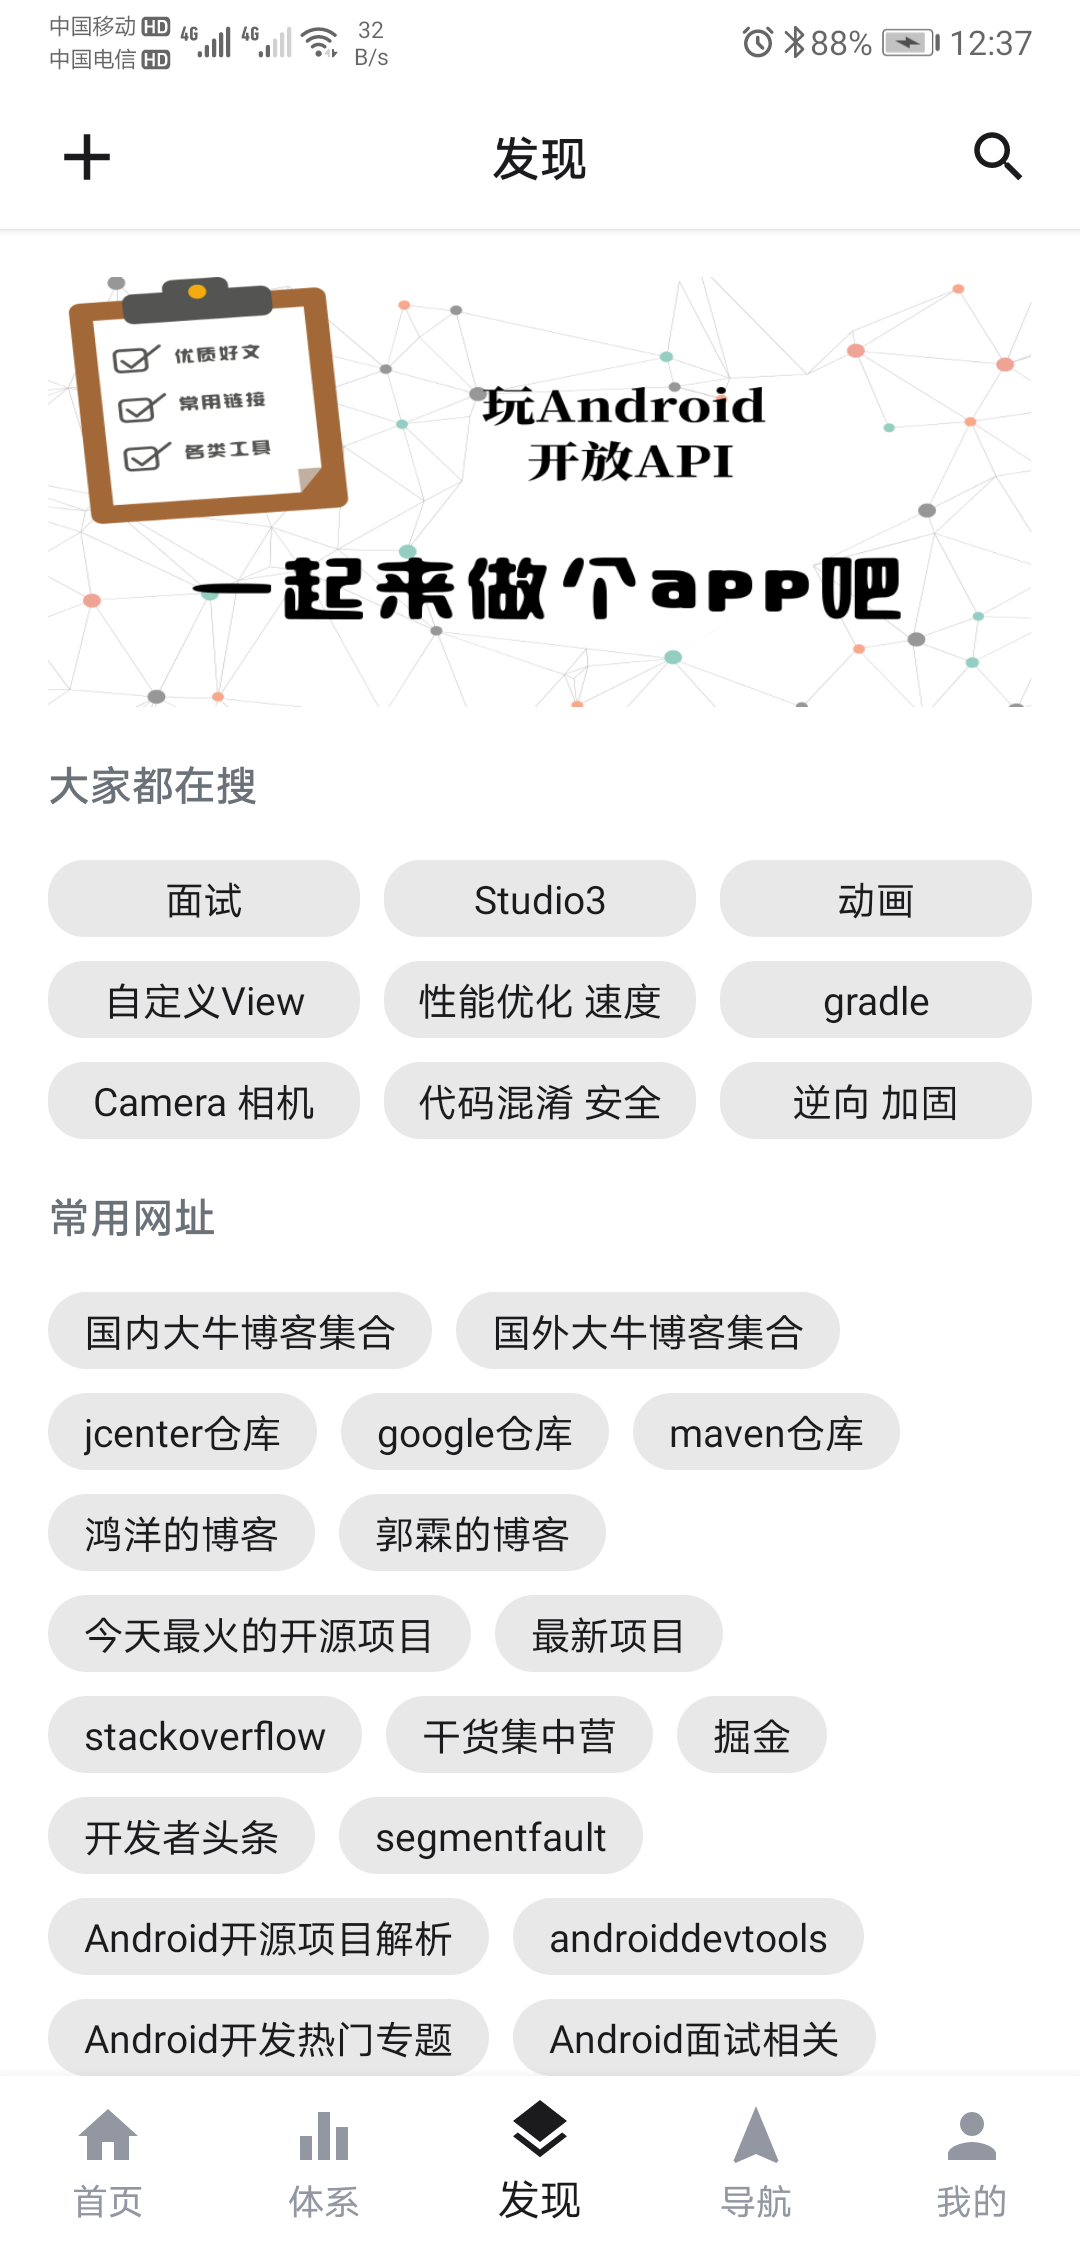 中国移动 HD 4G 4G 32 88% 12:37
中国电信 HD B/s
发现
优质好文
常用链接
各类工具
玩Android
开放API
一起来做个app吧
大家都在搜
面试 Studio3 动画
自定义View 性能优化 速度 gradle
Camera 相机 代码混淆 安全 逆向 加固
常用网址
国内大牛博客集合 国外大牛博客集合
jcenter仓库 google仓库 maven仓库
鸿洋的博客 郭霖的博客
今天最火的开源项目 最新项目
stackoverflow 干货集中营 掘金
开发者头条 segmentfault
Android开源项目解析 androiddevtools
Android开发热门专题 Android面试相关
首页 体系 发现 导航 我的